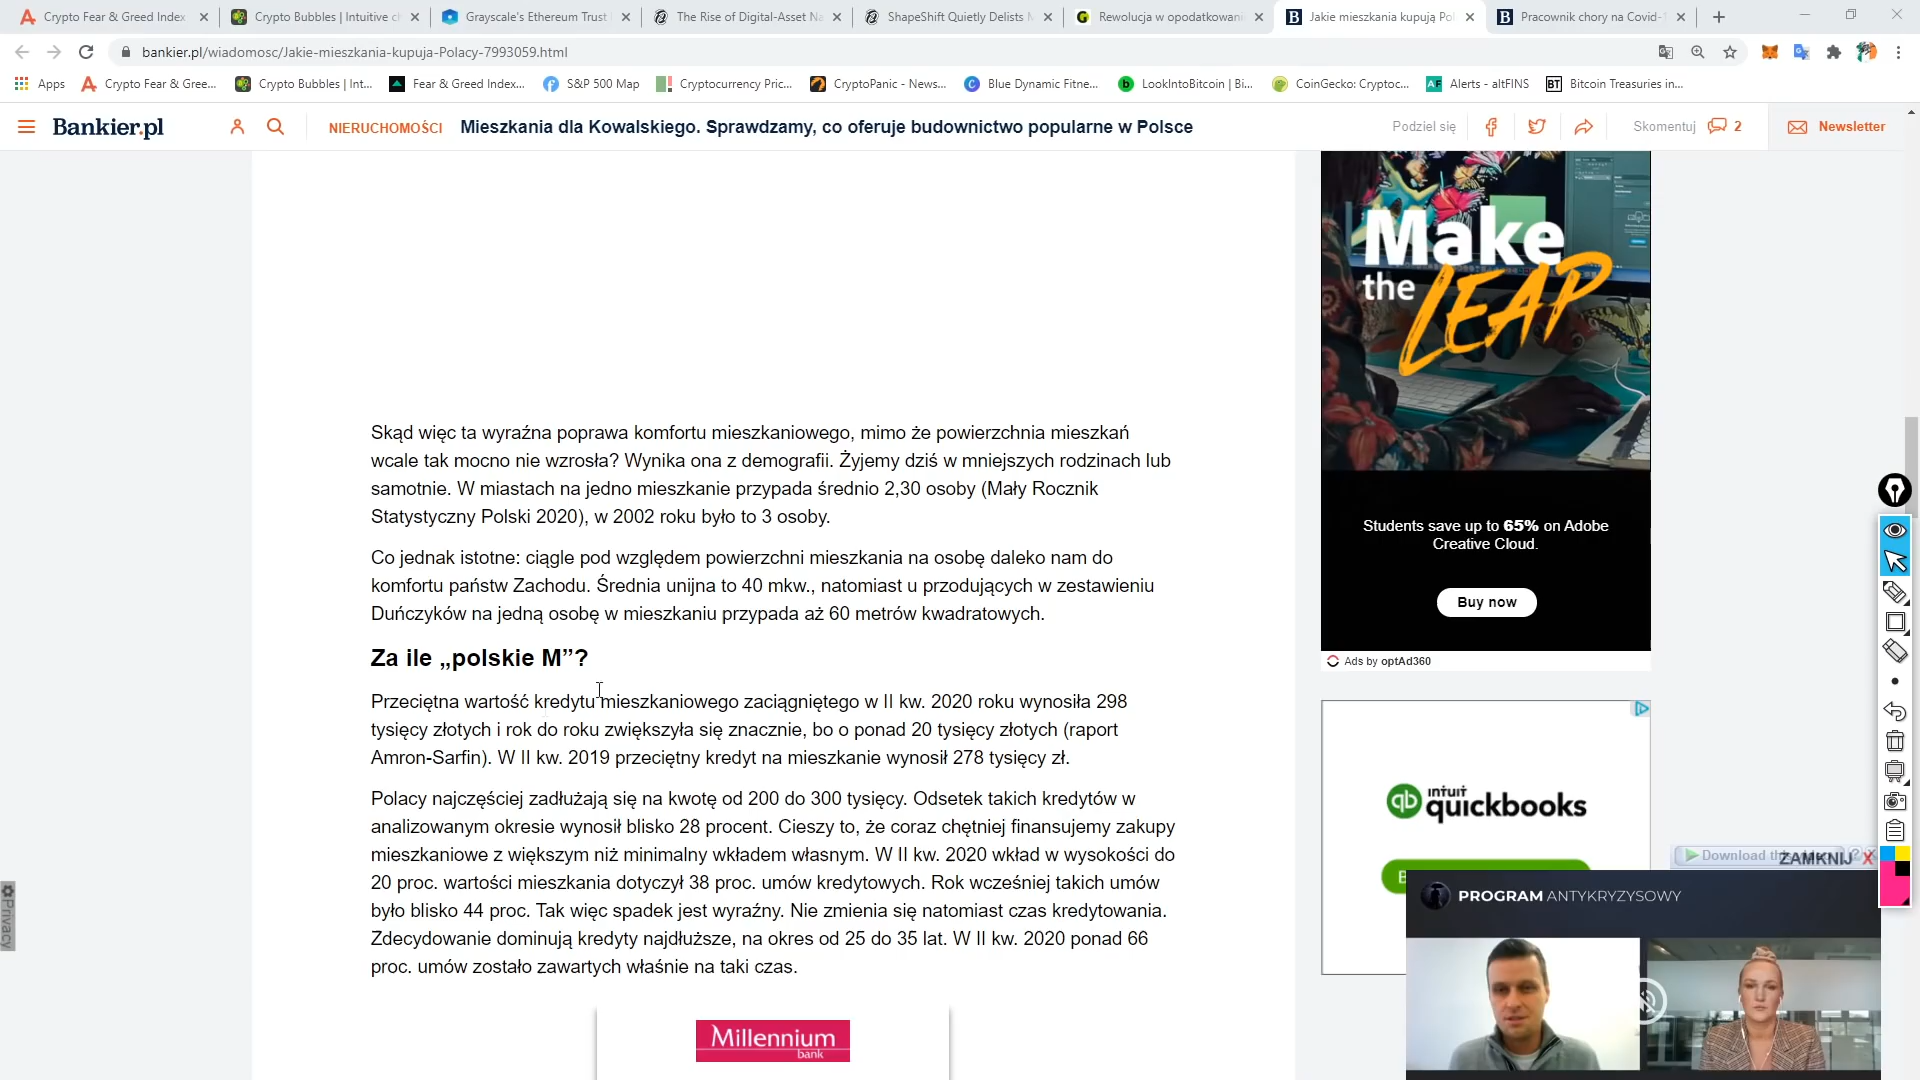 Crypto Fear & Greed Index
Crypto Bubbles | Intuitive c
Grayscale's Ethereum Trust
The Rise of Digital-Asset Na
ShapeShift Quietly Delists M
Rewolucja w opodatkowani
Jakie mieszkania kupują Pol
Pracownik chory na Covid-1
bankier.pl/wiadomosc/Jakie-mieszkania-kupuja-Polacy-7993059.html
Apps
Crypto Fear & Gree...
Crypto Bubbles | Int...
Fear & Greed Index...
S&P 500 Map
Cryptocurrency Pric...
CryptoPanic - News...
Blue Dynamic Fitne...
LookIntoBitcoin | Bi...
CoinGecko: Cryptoc...
Alerts - altFINS
Bitcoin Treasuries in...
Bankier.pl
NIERUCHOMOŚCI
Mieszkania dla Kowalskiego. Sprawdzamy, co oferuje budownictwo popularne w Polsce
Podziel się
Skomentuj
2
Newsletter
Make
the LEAP
Students save up to 65% on Adobe
Creative Cloud.
Buy now
Ads by optAd360
Skąd więc ta wyraźna poprawa komfortu mieszkaniowego, mimo że powierzchnia mieszkań
wcale tak mocno nie wzrosła? Wynika ona z demografii. Żyjemy dziś w mniejszych rodzinach lub
samotnie. W miastach na jedno mieszkanie przypada średnio 2,30 osoby (Mały Rocznik
Statystyczny Polski 2020), w 2002 roku było to 3 osoby.
Co jednak istotne: ciągle pod względem powierzchni mieszkania na osobę daleko nam do
komfortu państw Zachodu. Średnia unijna to 40 mkw., natomiast u przodujących w zestawieniu
Duńczyków na jedną osobę w mieszkaniu przypada aż 60 metrów kwadratowych.
Za ile „polskie M”?
Przeciętna wartość kredytu mieszkaniowego zaciągniętego w II kw. 2020 roku wynosiła 298
tysięcy złotych i rok do roku zwiększyła się znacznie, bo o ponad 20 tysięcy złotych (raport
Amron-Sarfin). W II kw. 2019 przeciętny kredyt na mieszkanie wynosił 278 tysięcy zł.
Polacy najczęściej zadłużają się na kwotę od 200 do 300 tysięcy. Odsetek takich kredytów w
analizowanym okresie wynosił blisko 28 procent. Cieszy to, że coraz chętniej finansujemy zakupy
mieszkaniowe z większym niż minimalny wkładem własnym. W II kw. 2020 wkład w wysokości do
20 proc. wartości mieszkania dotyczył 38 proc. umów kredytowych. Rok wcześniej takich umów
było blisko 44 proc. Tak więc spadek jest wyraźny. Nie zmienia się natomiast czas kredytowania.
Zdecydowanie dominują kredyty najdłuższe, na okres od 25 do 35 lat. W II kw. 2020 ponad 66
proc. umów zostało zawartych właśnie na taki czas.
Millennium
bank
qb intuit quickbooks
Download this
ZAMKNIJ X
PROGRAM ANTYKRYZYSOWY
Privacy